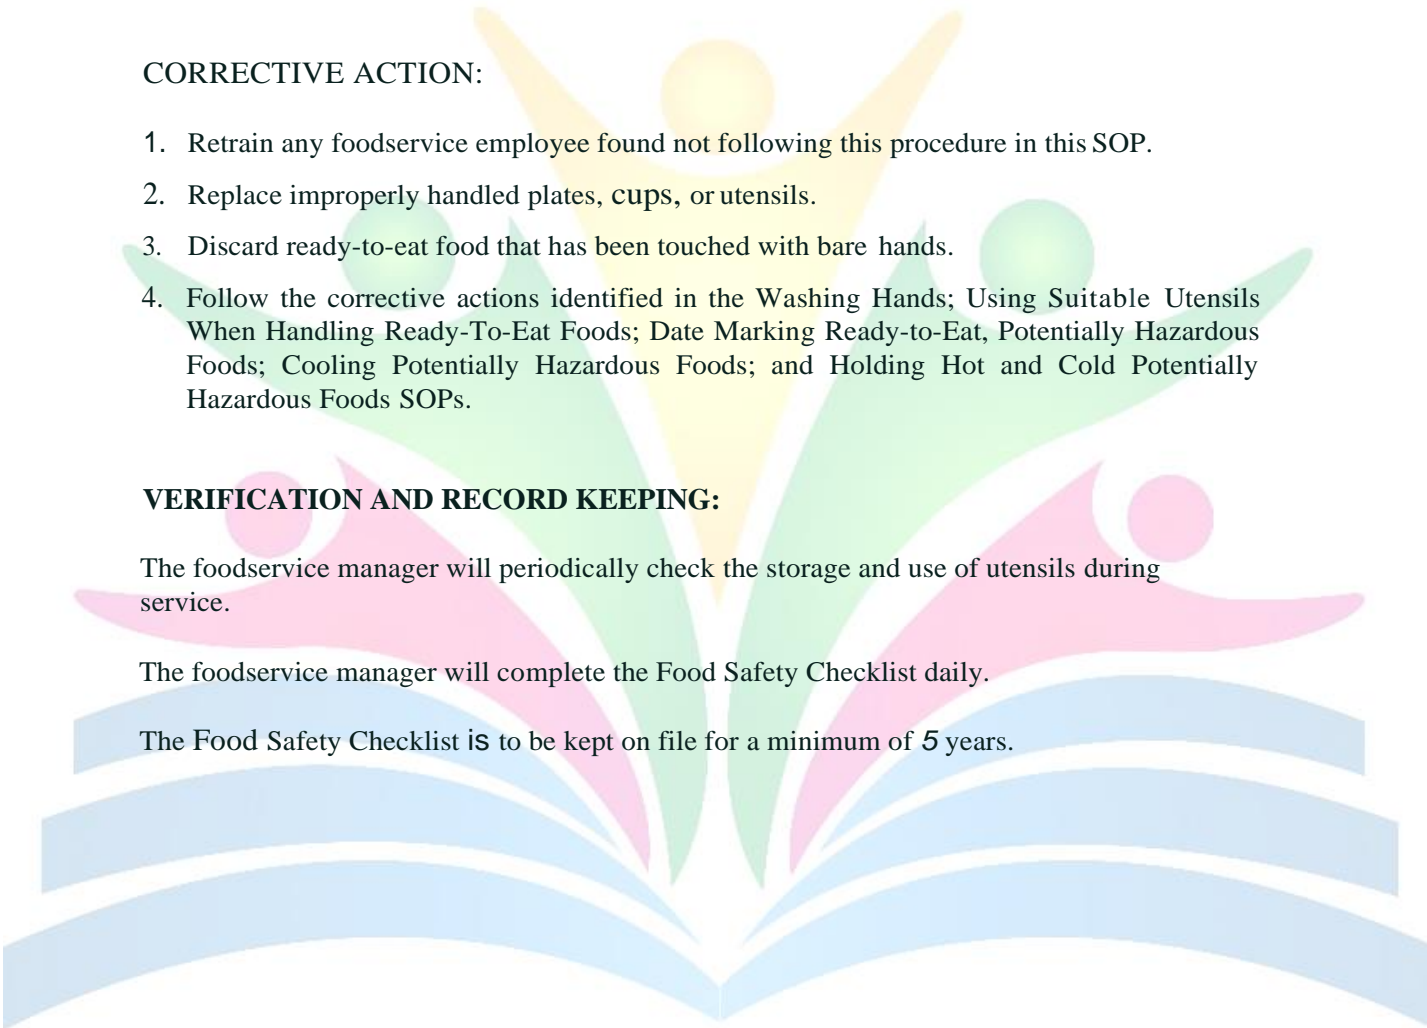 CORRECTIVE ACTION:
1. Retrain any foodservice employee found not following this procedure in this SOP.
2. Replace improperly handled plates, cups, or utensils.
3. Discard ready-to-eat food that has been touched with bare hands.
4. Follow the corrective actions identified in the Washing Hands; Using Suitable Utensils
When Handling Ready-To-Eat Foods; Date Marking Ready-to-Eat, Potentially Hazardous
Foods; Cooling Potentially Hazardous Foods; and Holding Hot and Cold Potentially
Hazardous Foods SOPs.
VERIFICATION AND RECORD KEEPING:
The foodservice manager will periodically check the storage and use of utensils during
service.
The foodservice manager will complete the Food Safety Checklist daily.
The Food Safety Checklist is to be kept on file for a minimum of 5 years.